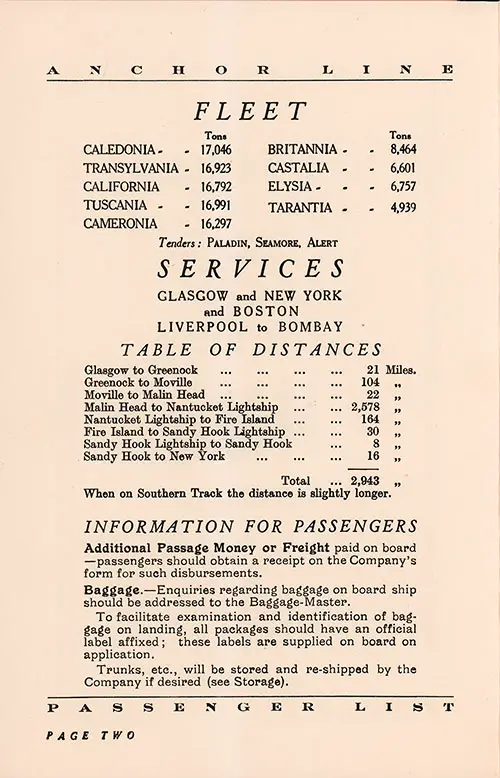 ANCHOR LINE
FLEET
Tons
CALEDONIA - - 17,046
TRANSYLVANIA - 16,923
CALIFORNIA - 16,792
TUSCANIA - - 16,991
CAMERONIA - 16,297
Tons
BRITANNIA - - 8,464
CASTALIA - - 6,601
ELYSIA - - 6,757
TARANTIA - - 4,939
Tenders: PALADIN, SEAMORE, ALERT
SERVICES
GLASGOW and NEW YORK
and BOSTON
LIVERPOOL to BOMBAY
TABLE OF DISTANCES
Glasgow to Greenock ... ... ... ... 21 Miles.
Greenock to Moville ... ... ... ... 104 „
Moville to Malin Head ... ... ... ... 22 „
Malin Head to Nantucket Lightship ... ... 2,578 „
Nantucket Lightship to Fire Island ... ... 164 „
Fire Island to Sandy Hook Lightship ... ... 30 „
Sandy Hook Lightship to Sandy Hook ... 8 „
Sandy Hook to New York ... ... ... 16 „
Total ... 2,943 „
When on Southern Track the distance is slightly longer.
INFORMATION FOR PASSENGERS
Additional Passage Money or Freight paid on board
—passengers should obtain a receipt on the Company's
form for such disbursements.
Baggage.—Enquiries regarding baggage on board ship
should be addressed to the Baggage-Master.
To facilitate examination and identification of bag-
gage on landing, all packages should have an official
label affixed; these labels are supplied on board on
application.
Trunks, etc., will be stored and re-shipped by the
Company if desired (see Storage).
PASSENGER LIST
PAGE TWO